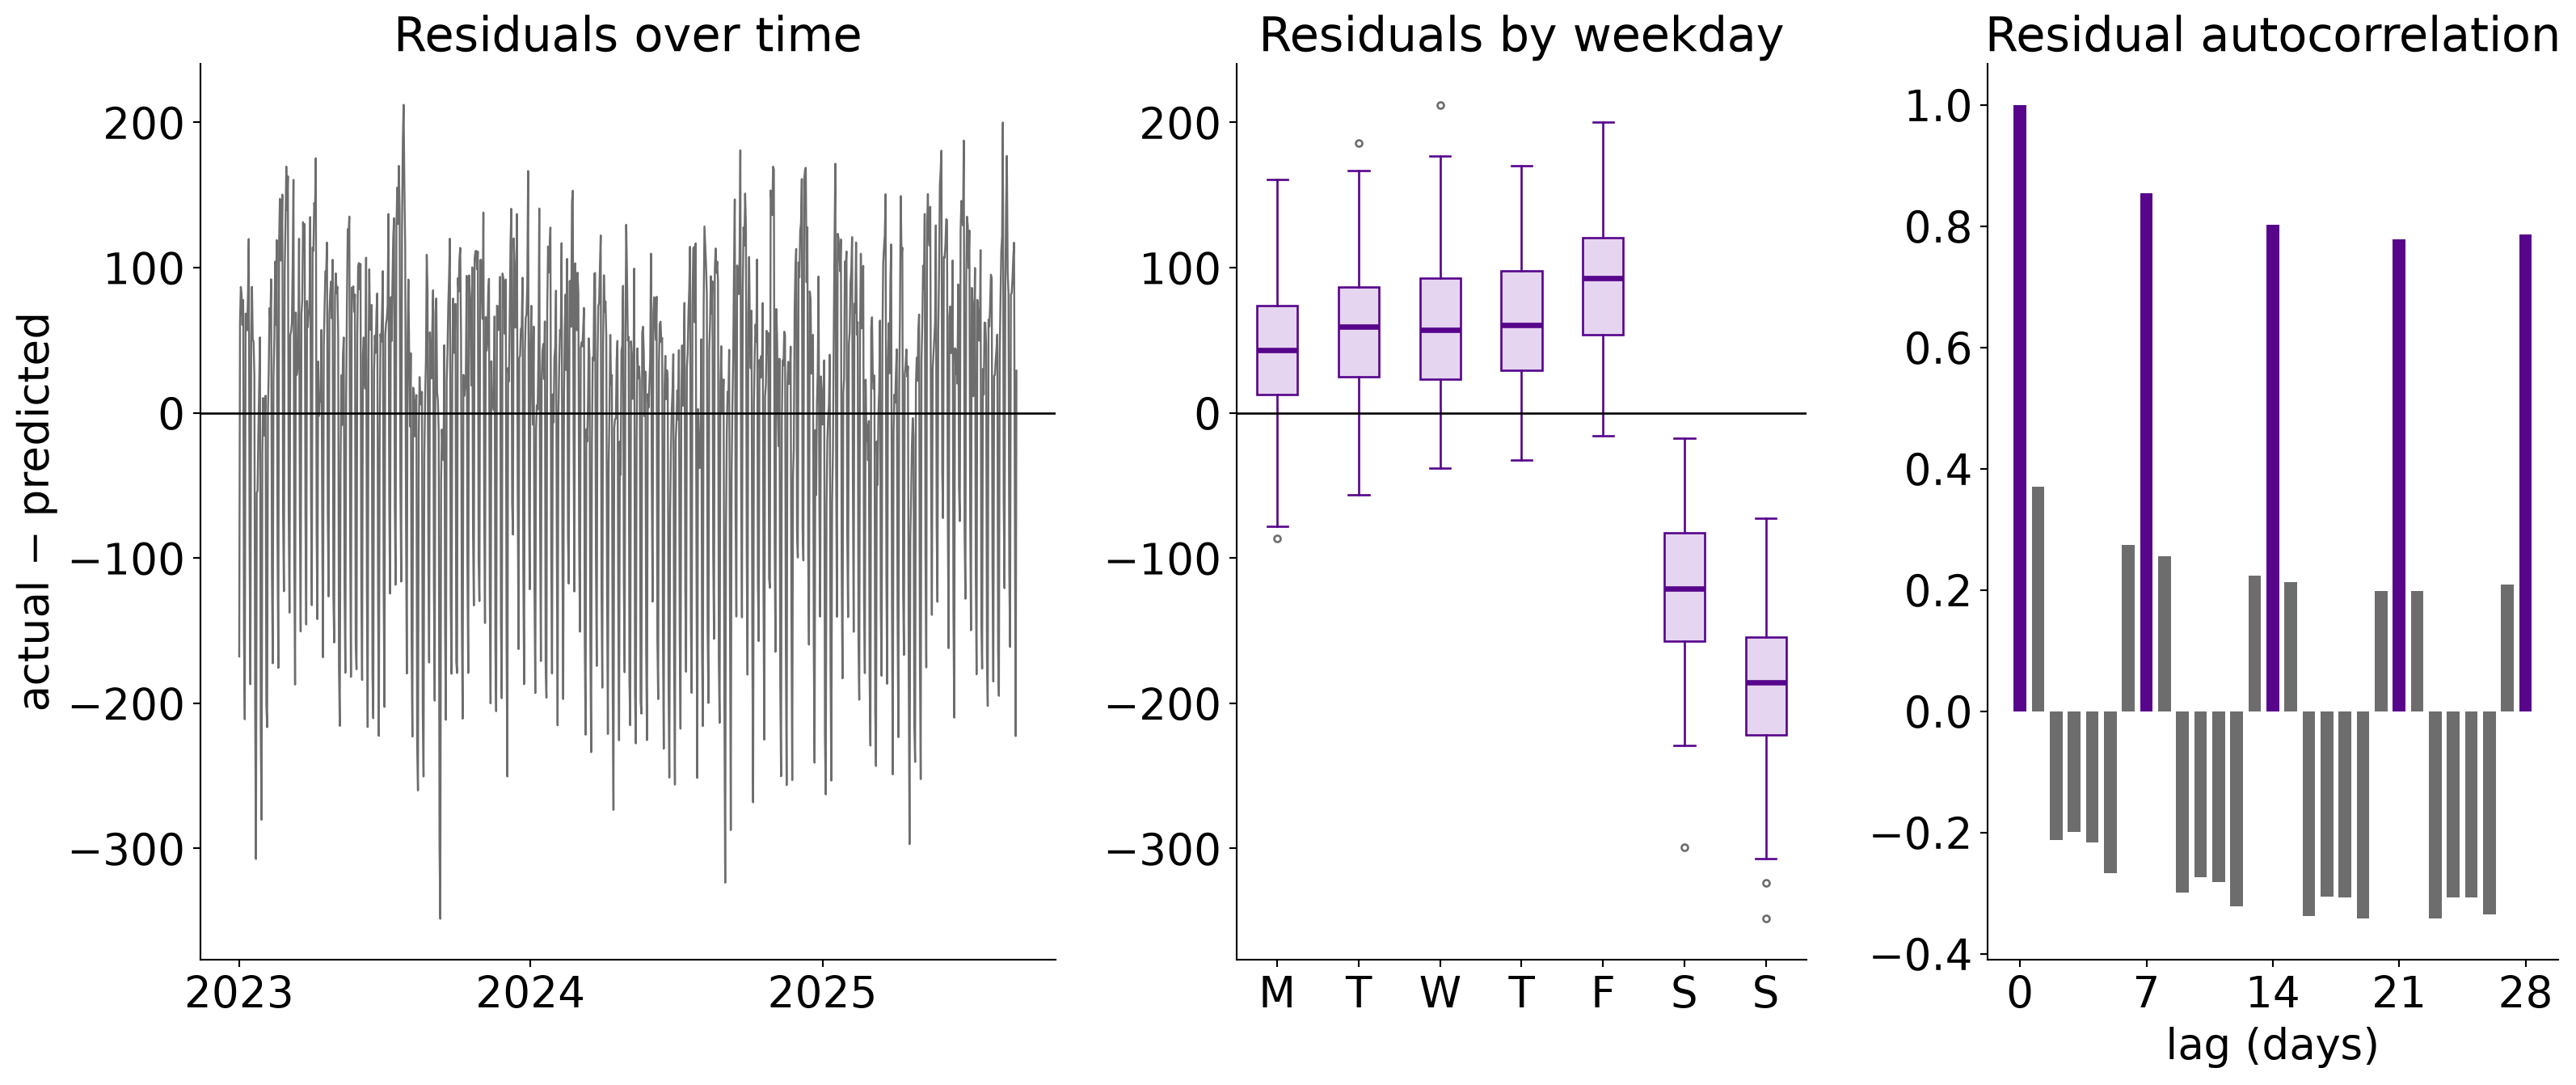 Residuals over time
actual − predicted
200
100
0
−100
−200
−300
2023 2024 2025
Residuals by weekday
200
100
0
−100
−200
−300
M T W T F S S
Residual autocorrelation
1.0
0.8
0.6
0.4
0.2
0.0
−0.2
−0.4
0 7 14 21 28
lag (days)